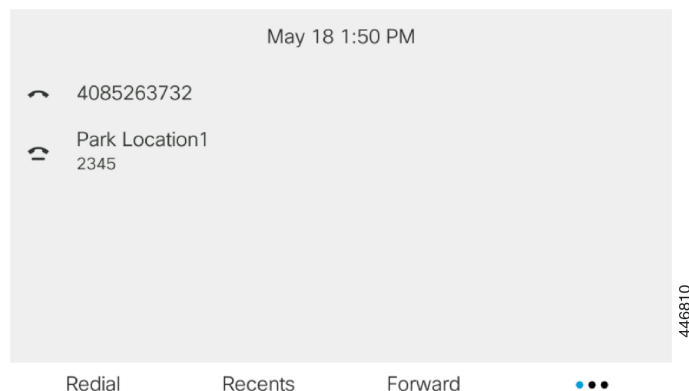 May 18 1:50 PM
4085263732
Park Location1
2345
446810
Redial Recents Forward